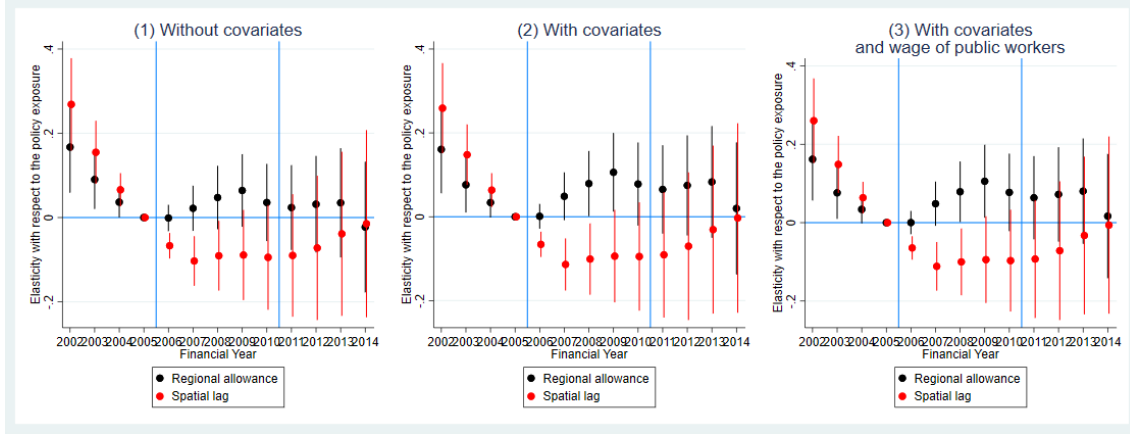 (1) Without covariates
Elasticity with respect to the policy exposure
.4
.2
0
-.2
2002 2003 2004 2005 2006 2007 2008 2009 2010 2011 2012 2013 2014
Financial Year
Regional allowance
Spatial lag
(2) With covariates
Elasticity with respect to the policy exposure
.4
.2
0
-.2
2002 2003 2004 2005 2006 2007 2008 2009 2010 2011 2012 2013 2014
Financial Year
Regional allowance
Spatial lag
(3) With covariates
and wage of public workers
Elasticity with respect to the policy exposure
.4
.2
0
-.2
2002 2003 2004 2005 2006 2007 2008 2009 2010 2011 2012 2013 2014
Financial Year
Regional allowance
Spatial lag